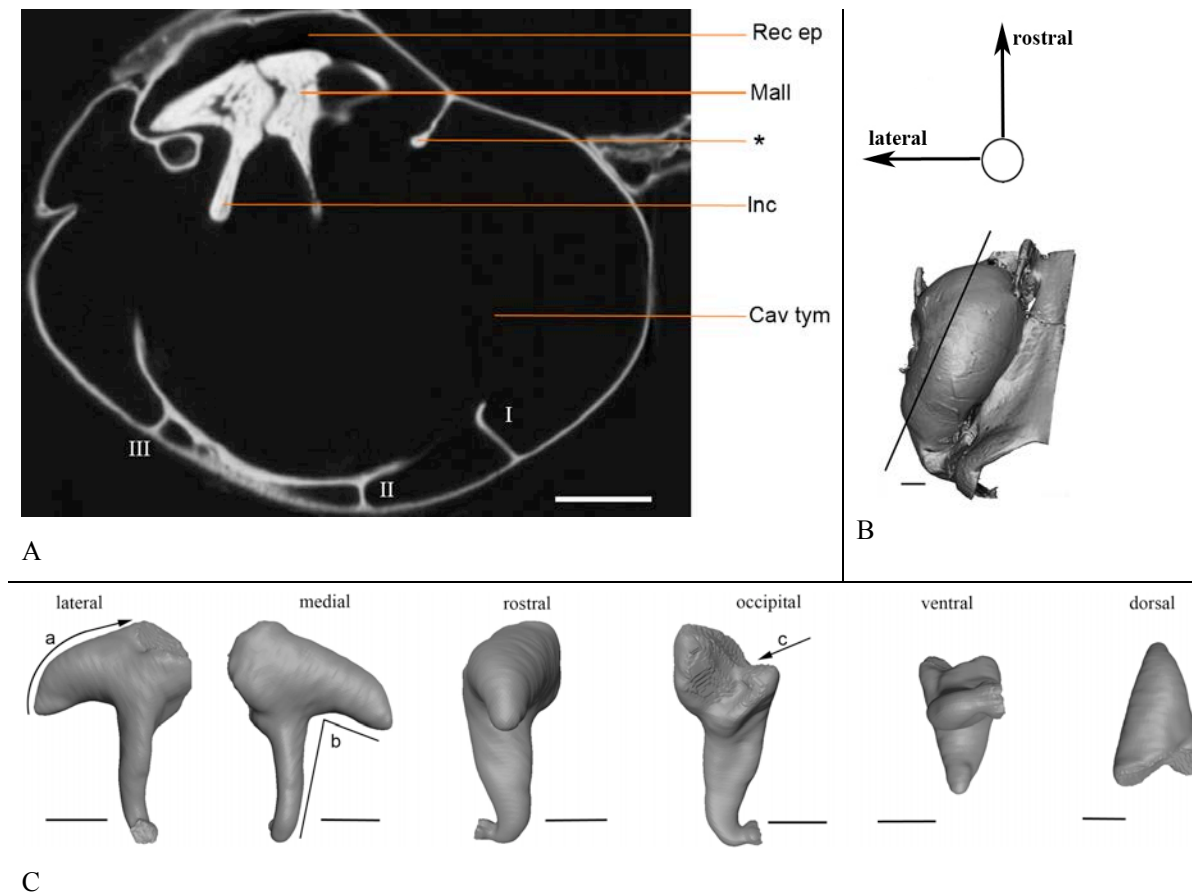 Rec ep
Mall
*
Inc
Cav tym
I
II
III
A
rostral
lateral
B
lateral
medial
rostral
occipital
ventral
dorsal
a
b
c
C